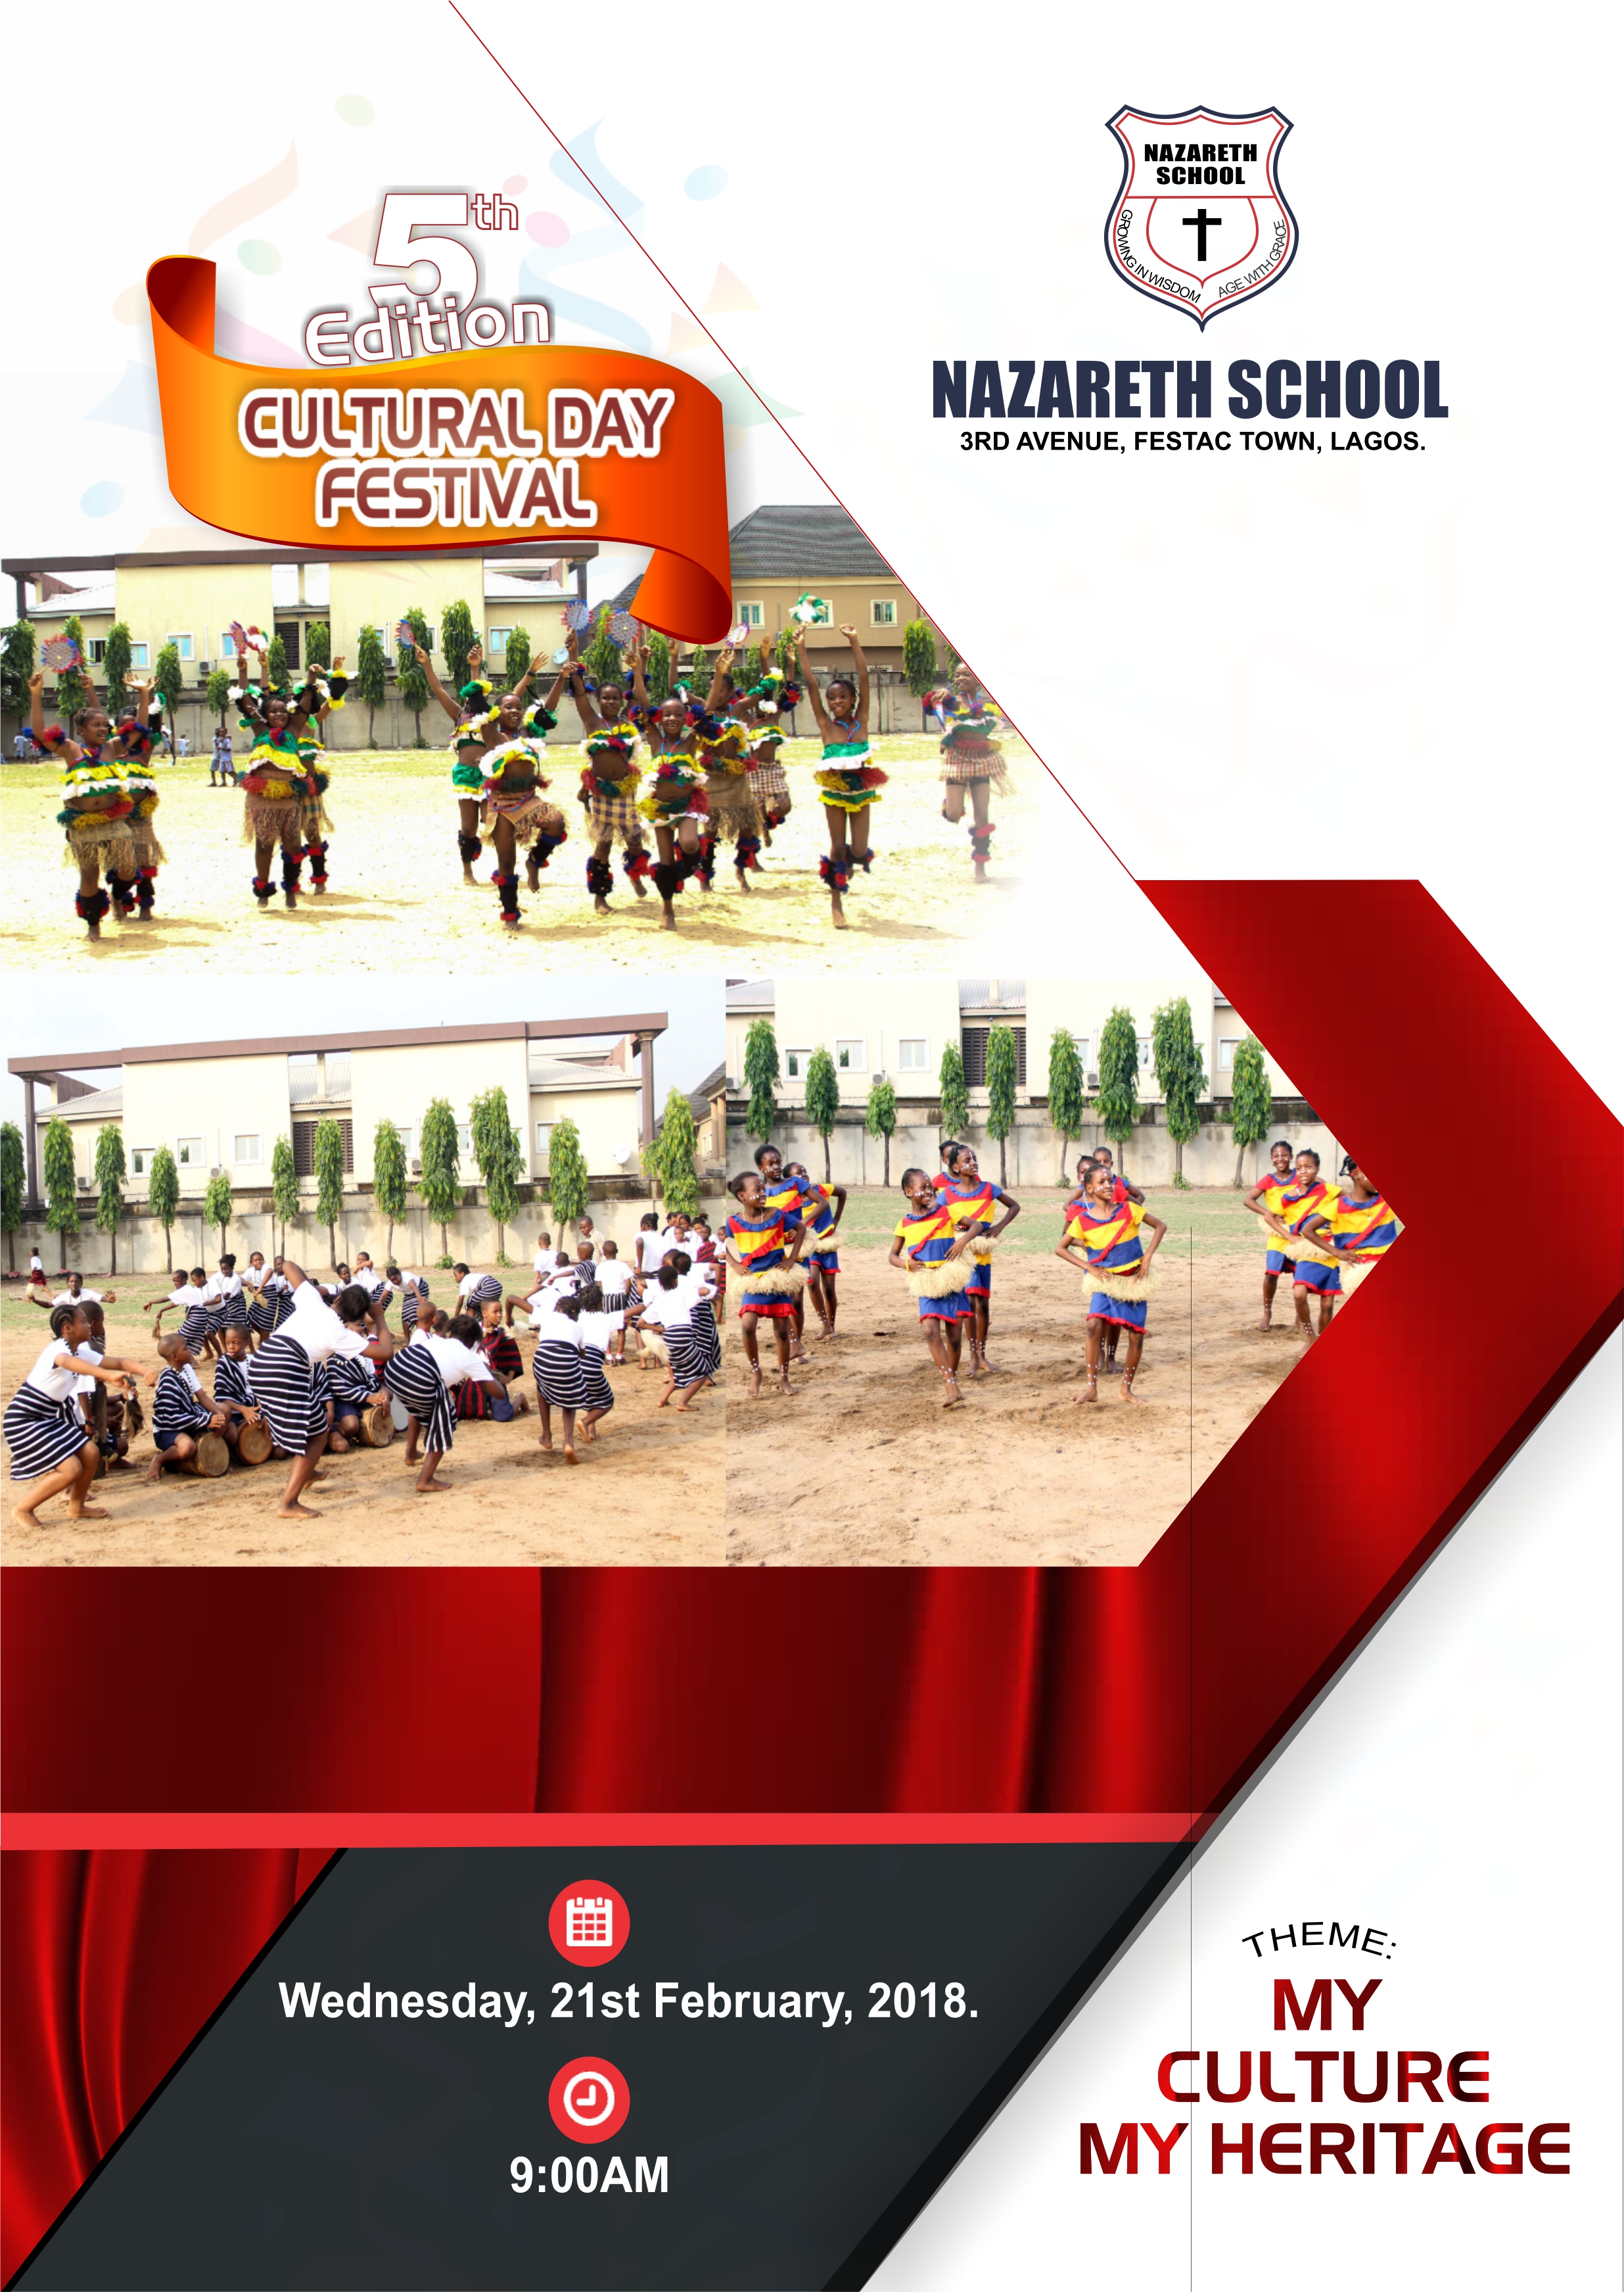 5th
Edition
CULTURAL DAY
FESTIVAL
NAZARETH
SCHOOL
GROWING IN WISDOM
AGE WITH GRACE
NAZARETH SCHOOL
3RD AVENUE, FESTAC TOWN, LAGOS.
Wednesday, 21st February, 2018.
9:00AM
THEME:
MY
CULTURE
MY HERITAGE